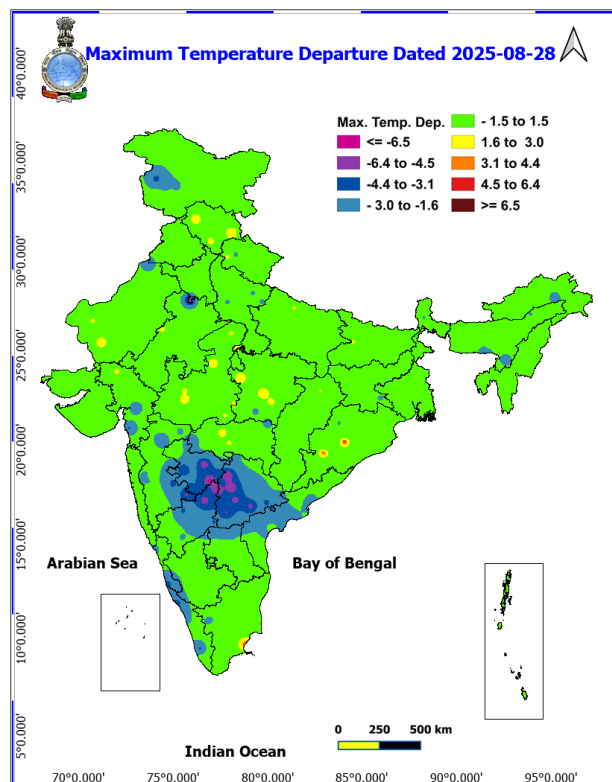 Maximum Temperature Departure Dated 2025-08-28
40°0.000'
35°0.000'
30°0.000'
25°0.000'
20°0.000'
15°0.000'
10°0.000'
5°0.000'
Max. Temp. Dep.
<= -6.5
-6.4 to -4.5
-4.4 to -3.1
- 3.0 to -1.6
- 1.5 to 1.5
1.6 to 3.0
3.1 to 4.4
4.5 to 6.4
>= 6.5
Arabian Sea
Bay of Bengal
Indian Ocean
0 250 500 km
70°0.000' 75°0.000' 80°0.000' 85°0.000' 90°0.000' 95°0.000'